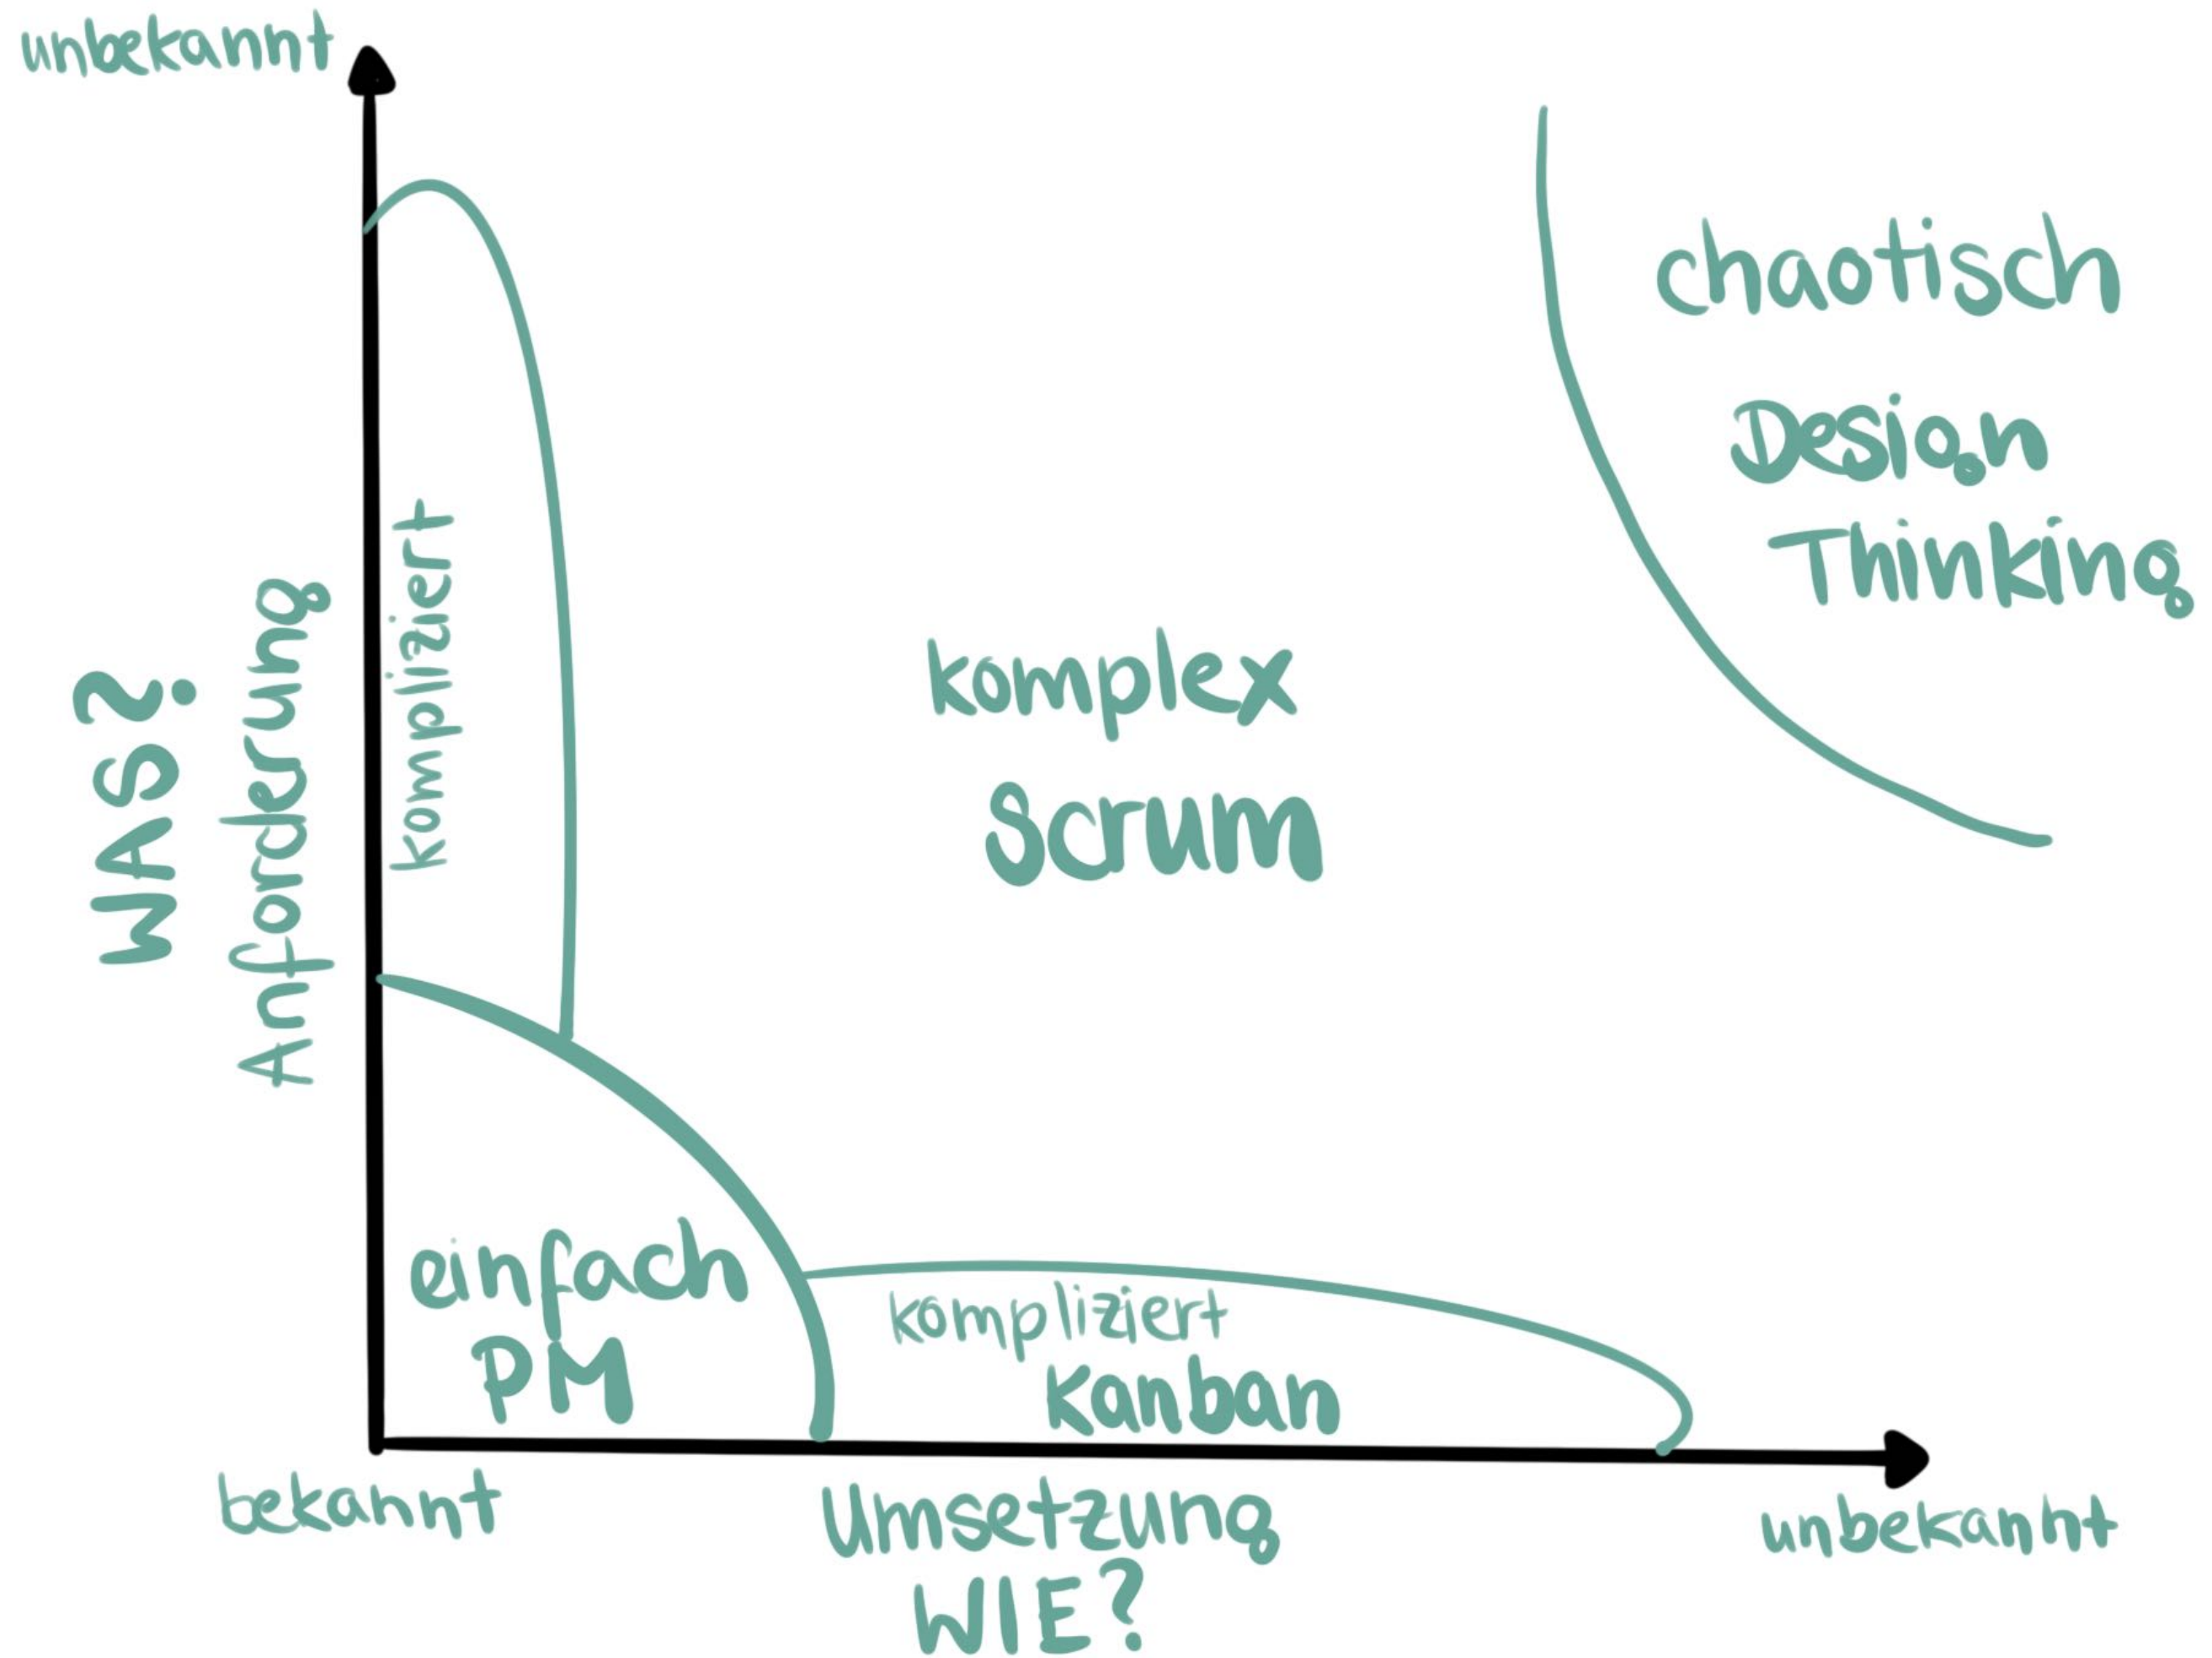 unbekannt
WAS?
Anforderung
kompliziert
chaotisch
Design
Thinking
komplex
Scrum
einfach
PM
kompliziert
Kanban
bekannt
Umsetzung
WIE?
unbekannt